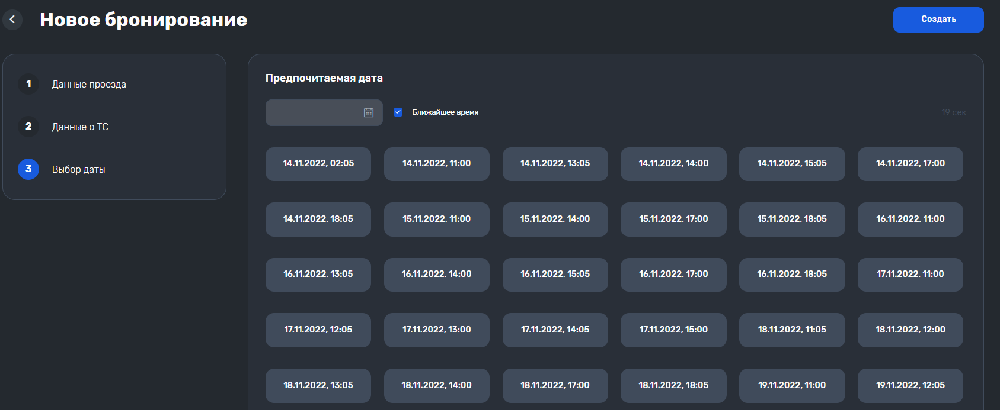 Новое бронирование
Создать
1 Данные проезда
2 Данные о ТС
3 Выбор даты
Предпочитаемая дата
Ближайшее время
19 сек
14.11.2022, 02:05 14.11.2022, 11:00 14.11.2022, 13:05 14.11.2022, 14:00 14.11.2022, 15:05 14.11.2022, 17:00
14.11.2022, 18:05 15.11.2022, 11:00 15.11.2022, 14:00 15.11.2022, 17:00 15.11.2022, 18:05 16.11.2022, 11:00
16.11.2022, 13:05 16.11.2022, 14:00 16.11.2022, 15:05 16.11.2022, 17:00 16.11.2022, 18:05 17.11.2022, 11:00
17.11.2022, 12:05 17.11.2022, 13:00 17.11.2022, 14:05 17.11.2022, 15:00 18.11.2022, 11:05 18.11.2022, 12:00
18.11.2022, 13:05 18.11.2022, 14:00 18.11.2022, 17:00 18.11.2022, 18:05 19.11.2022, 11:00 19.11.2022, 12:05